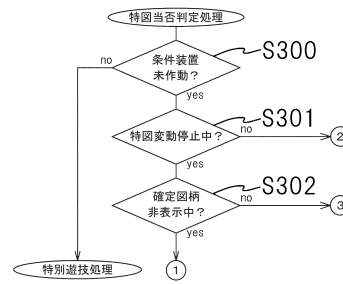 特図当否判定処理
条件装置
未作動？
S300
no
yes
特図変動停止中？
S301
no
2
yes
確定図柄
非表示中？
S302
no
3
yes
特別遊技処理
1